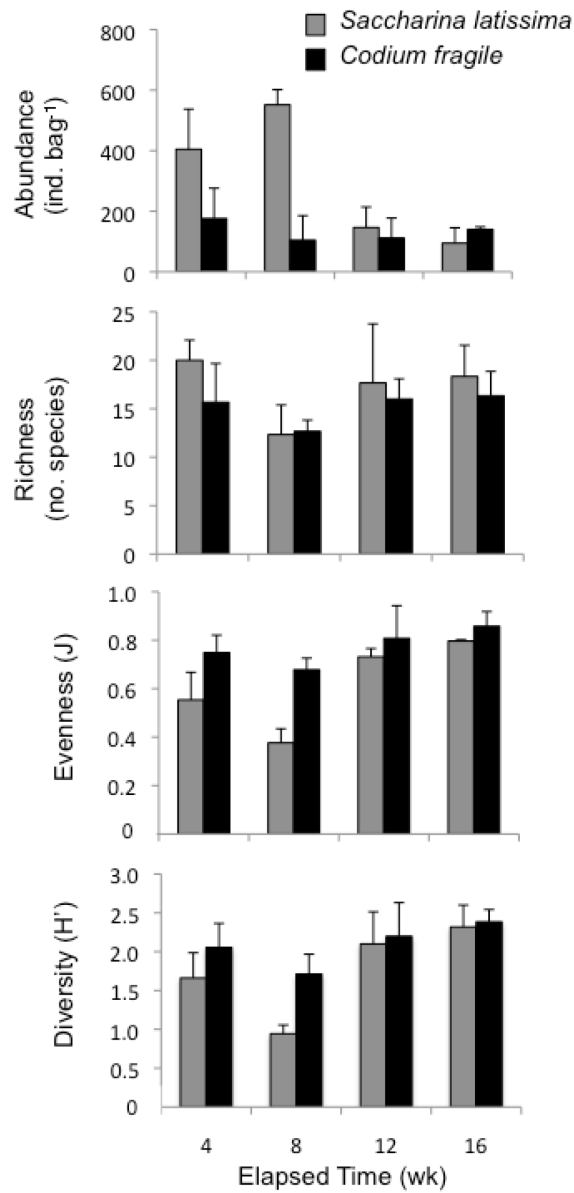 Saccharina latissima
Codium fragile
Abundance
(ind. bag⁻¹)
800
600
400
200
0
Richness
(no. species)
25
20
15
10
5
0
Evenness (J)
1.0
0.8
0.6
0.4
0.2
0
Diversity (H’)
3.0
2.5
2.0
1.5
1.0
0.5
0
4 8 12 16
Elapsed Time (wk)